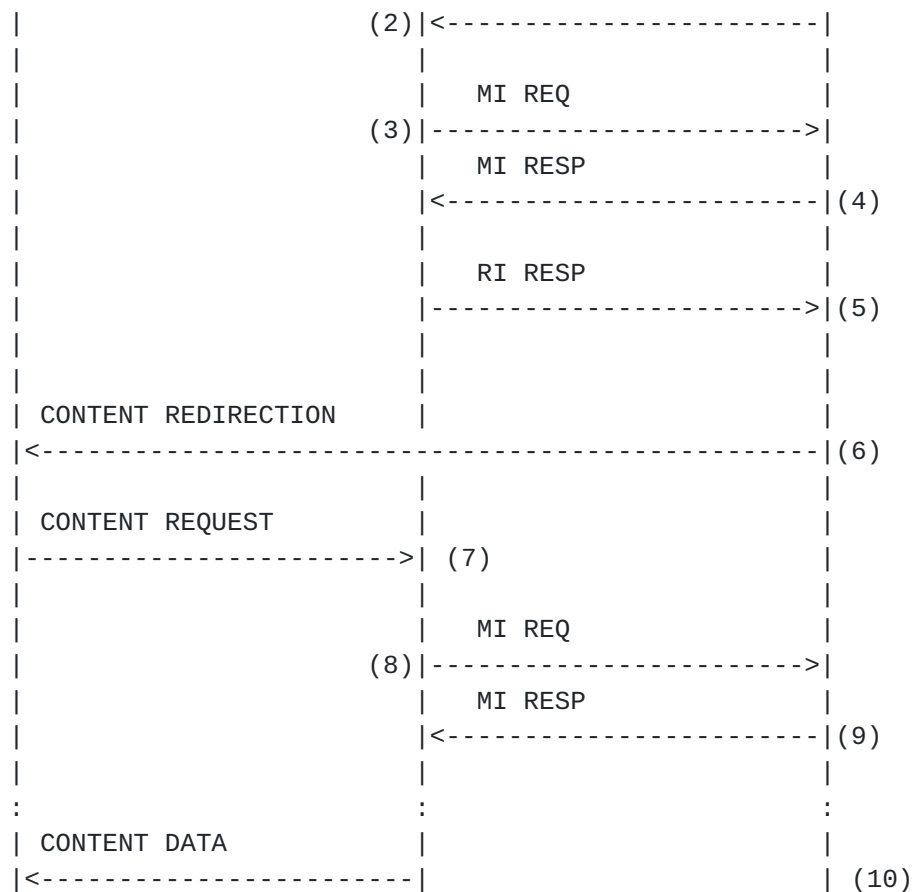 |                      (2)|<------------------------|
|                         |                         |
|                         |   MI REQ                |
|                      (3)|------------------------>|
|                         |   MI RESP               |
|                         |<------------------------|(4)
|                         |                         |
|                         |   RI RESP               |
|                         |------------------------>|(5)
|                         |                         |
|                         |                         |
| CONTENT REDIRECTION     |                         |
|<--------------------------------------------------|(6)
|                         |                         |
| CONTENT REQUEST         |                         |
|------------------------>| (7)                     |
|                         |                         |
|                         |   MI REQ                |
|                      (8)|------------------------>|
|                         |   MI RESP               |
|                         |<------------------------|(9)
|                         |                         |
:                         :                         :
| CONTENT DATA            |                         |
|<------------------------|                         | (10)